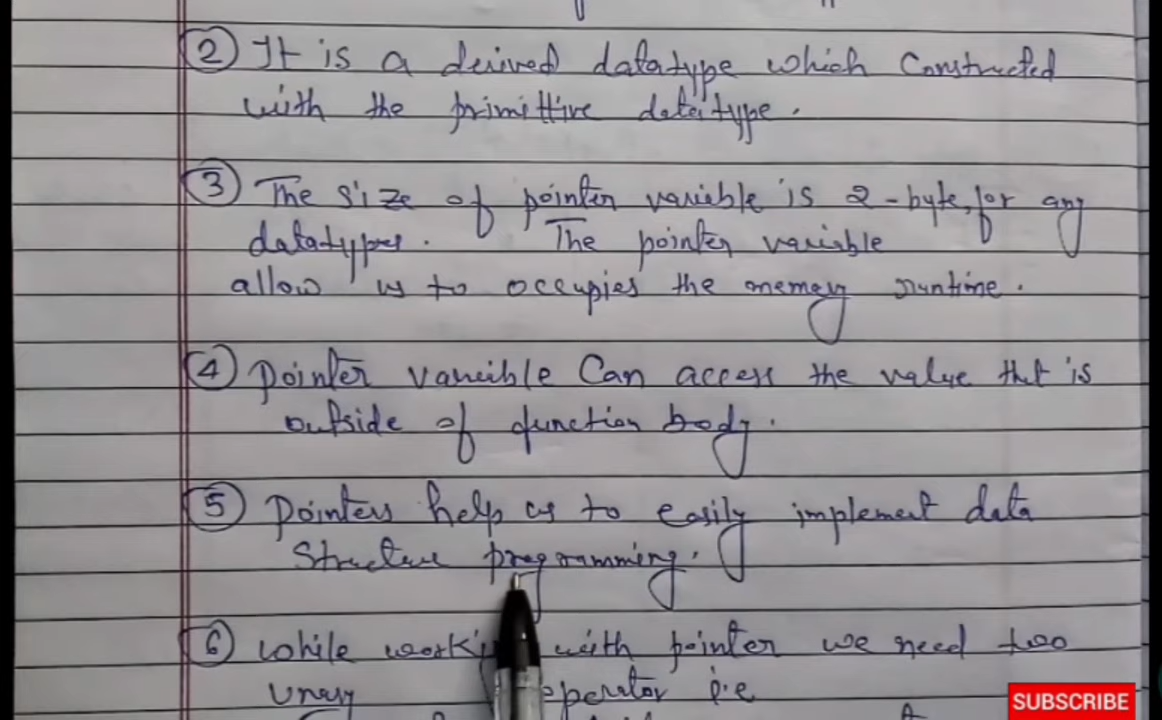 ② It is a derived datatype which Constructed
with the primittive datatype.
③ The size of pointer variable is 2-byte, for any
datatypes. The pointer variable
allow us to occupies the memory runtime.
④ Pointer variable Can access the value that is
outside of function body.
⑤ Pointers help us to easily implement data
Structure programming.
⑥ While with pointer we need two
Unary operator i.e
SUBSCRIBE